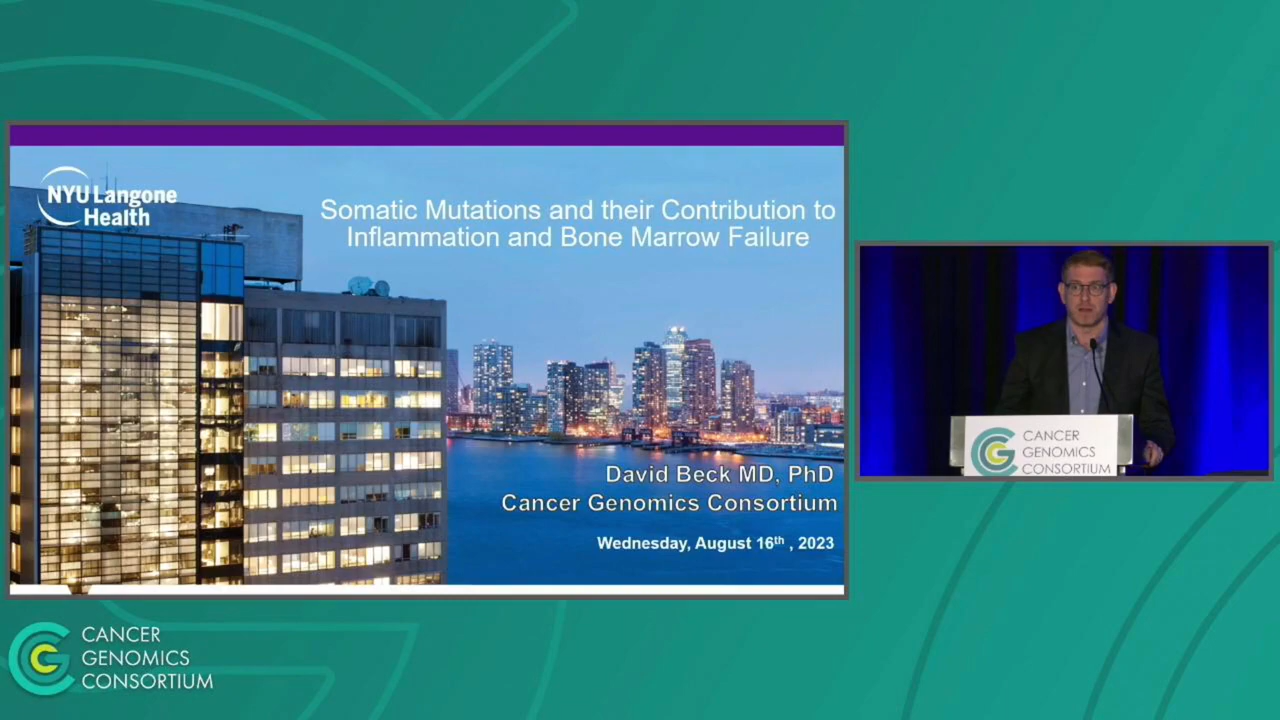 NYU Langone
Health
Somatic Mutations and their Contribution to
Inflammation and Bone Marrow Failure
David Beck MD, PhD
Cancer Genomics Consortium
Wednesday, August 16th , 2023
CANCER
GENOMICS
CONSORTIUM
CANCER
GENOMICS
CONSORTIUM